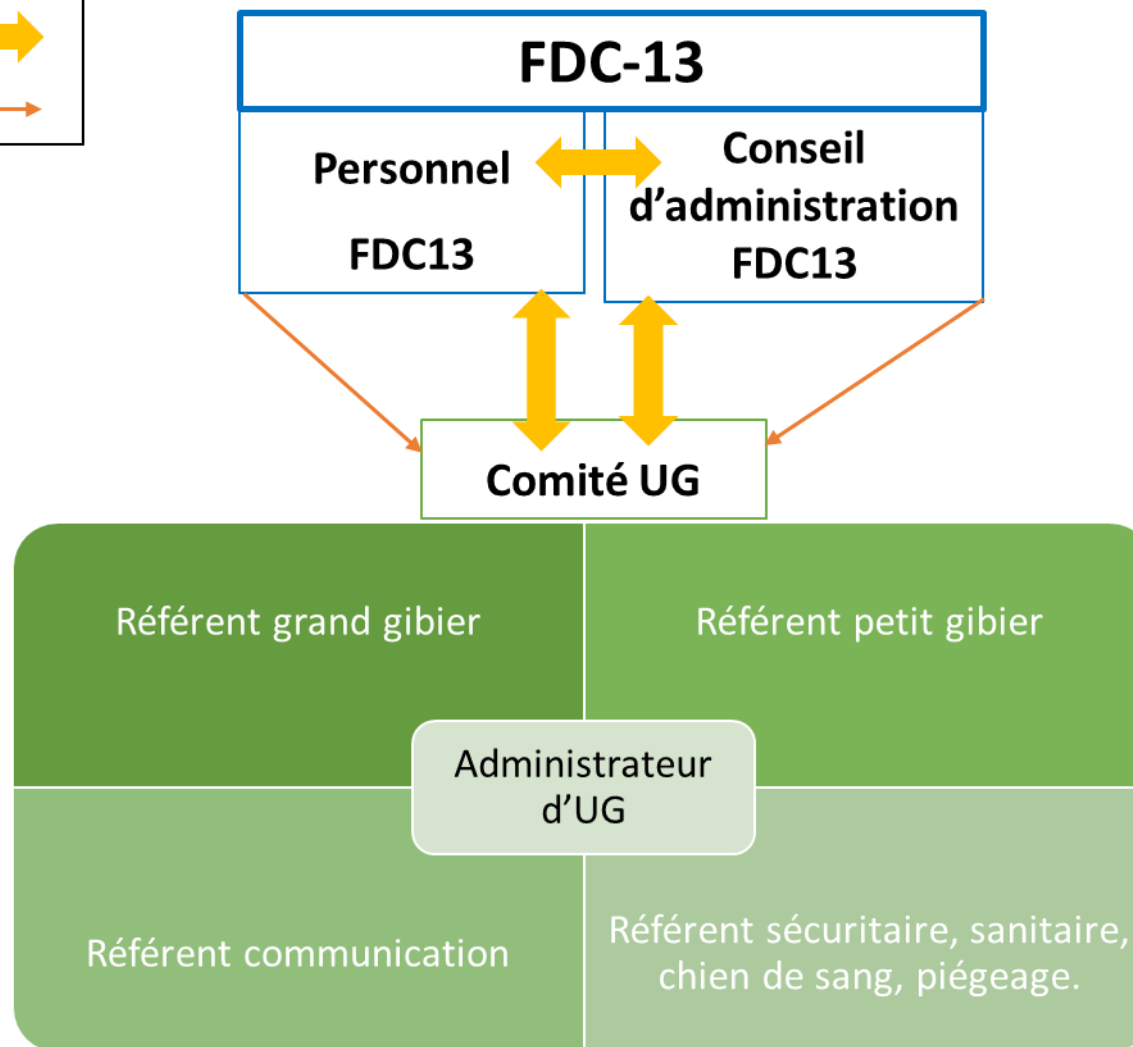 FDC-13
Personnel
FDC13
Conseil
d’administration
FDC13
Comité UG
Référent grand gibier
Référent petit gibier
Administrateur
d’UG
Référent communication
Référent sécuritaire, sanitaire,
chien de sang, piégeage.